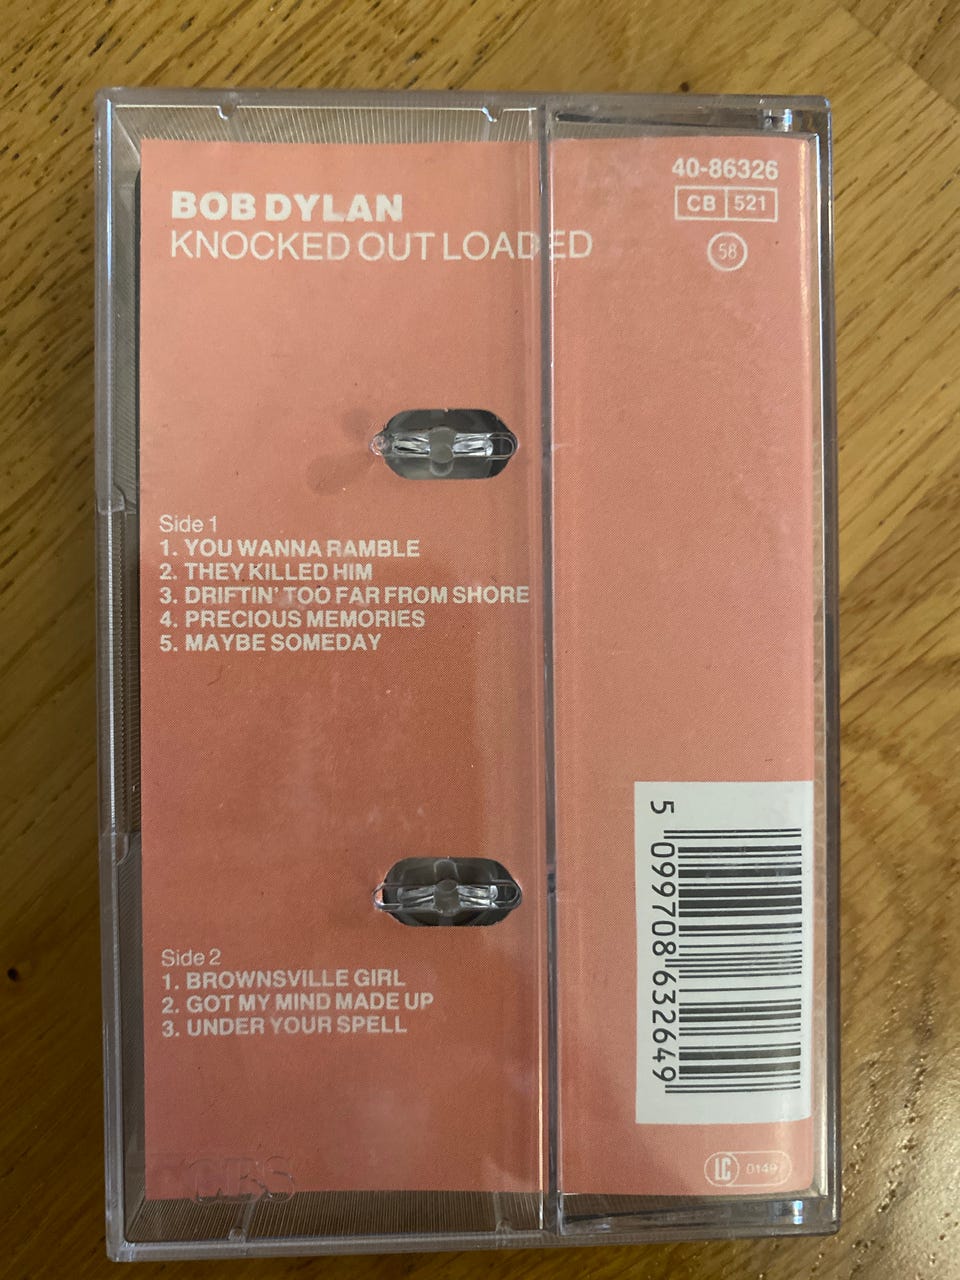 BOB DYLAN
KNOCKED OUT LOADED
40-86326
CB 521
58
Side 1
1. YOU WANNA RAMBLE
2. THEY KILLED HIM
3. DRIFTIN' TOO FAR FROM SHORE
4. PRECIOUS MEMORIES
5. MAYBE SOMEDAY
Side 2
1. BROWNSVILLE GIRL
2. GOT MY MIND MADE UP
3. UNDER YOUR SPELL
5 099708 632649
CBS
LC 0149